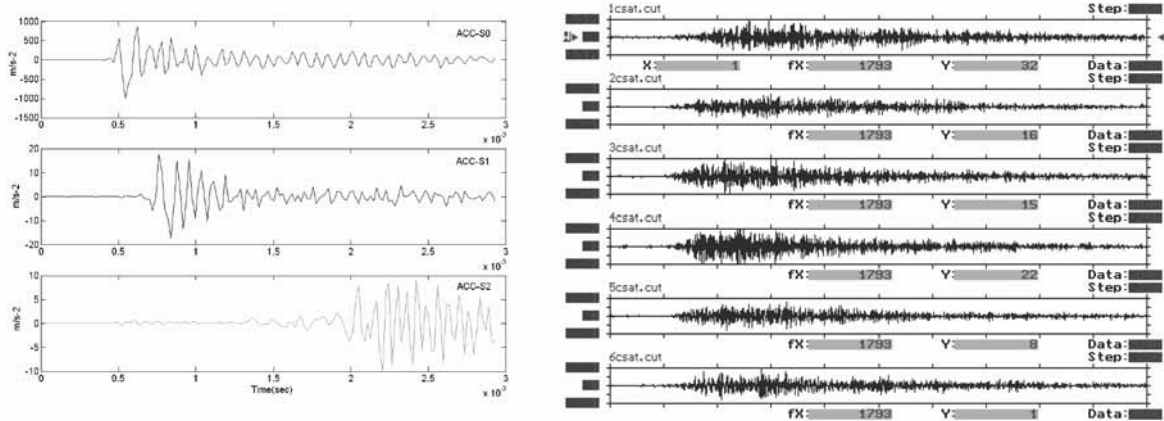 1000
500
0
-500
-1000
1500
m/s-2
ACC-S0
0 0.5 1 1.5 2 2.5 3
x 10⁻³
20
10
0
-10
-20
m/s-2
ACC-S1
0 0.5 1 1.5 2 2.5 3
x 10⁻³
10
5
0
-5
-10
m/s-2
ACC-S2
0 0.5 1 1.5 2 2.5 3
Time(sec)
x 10⁻³
1csat.cut Step:
X: 1 fX: 1793 Y: 32 Data:
2csat.cut Step:
fX: 1793 Y: 16 Data:
3csat.cut Step:
fX: 1793 Y: 15 Data:
4csat.cut Step:
fX: 1793 Y: 22 Data:
5csat.cut Step:
fX: 1793 Y: 8 Data:
6csat.cut Step:
fX: 1793 Y: 1 Data: